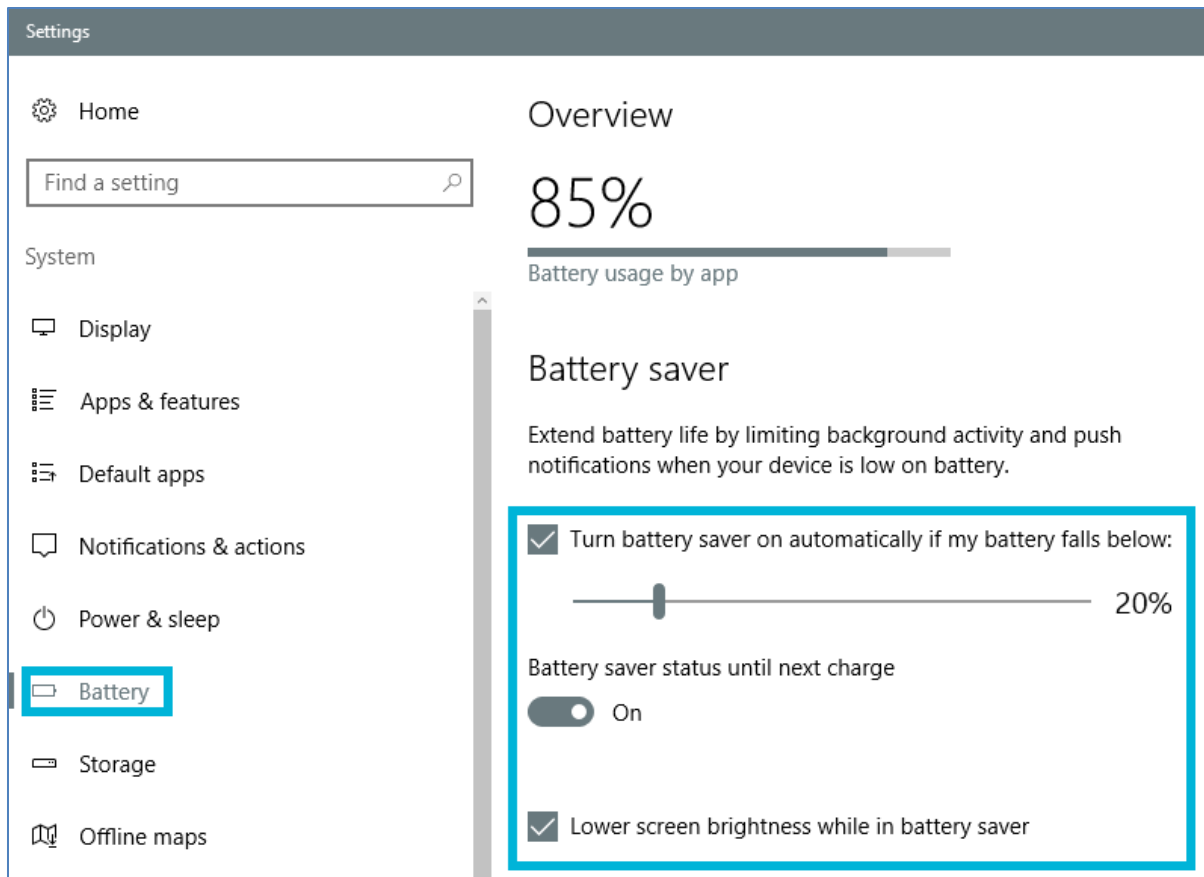 Settings
Home
Find a setting
System
Display
Apps & features
Default apps
Notifications & actions
Power & sleep
Battery
Storage
Offline maps
Overview
85%
Battery usage by app
Battery saver
Extend battery life by limiting background activity and push
notifications when your device is low on battery.
Turn battery saver on automatically if my battery falls below:
20%
Battery saver status until next charge
On
Lower screen brightness while in battery saver